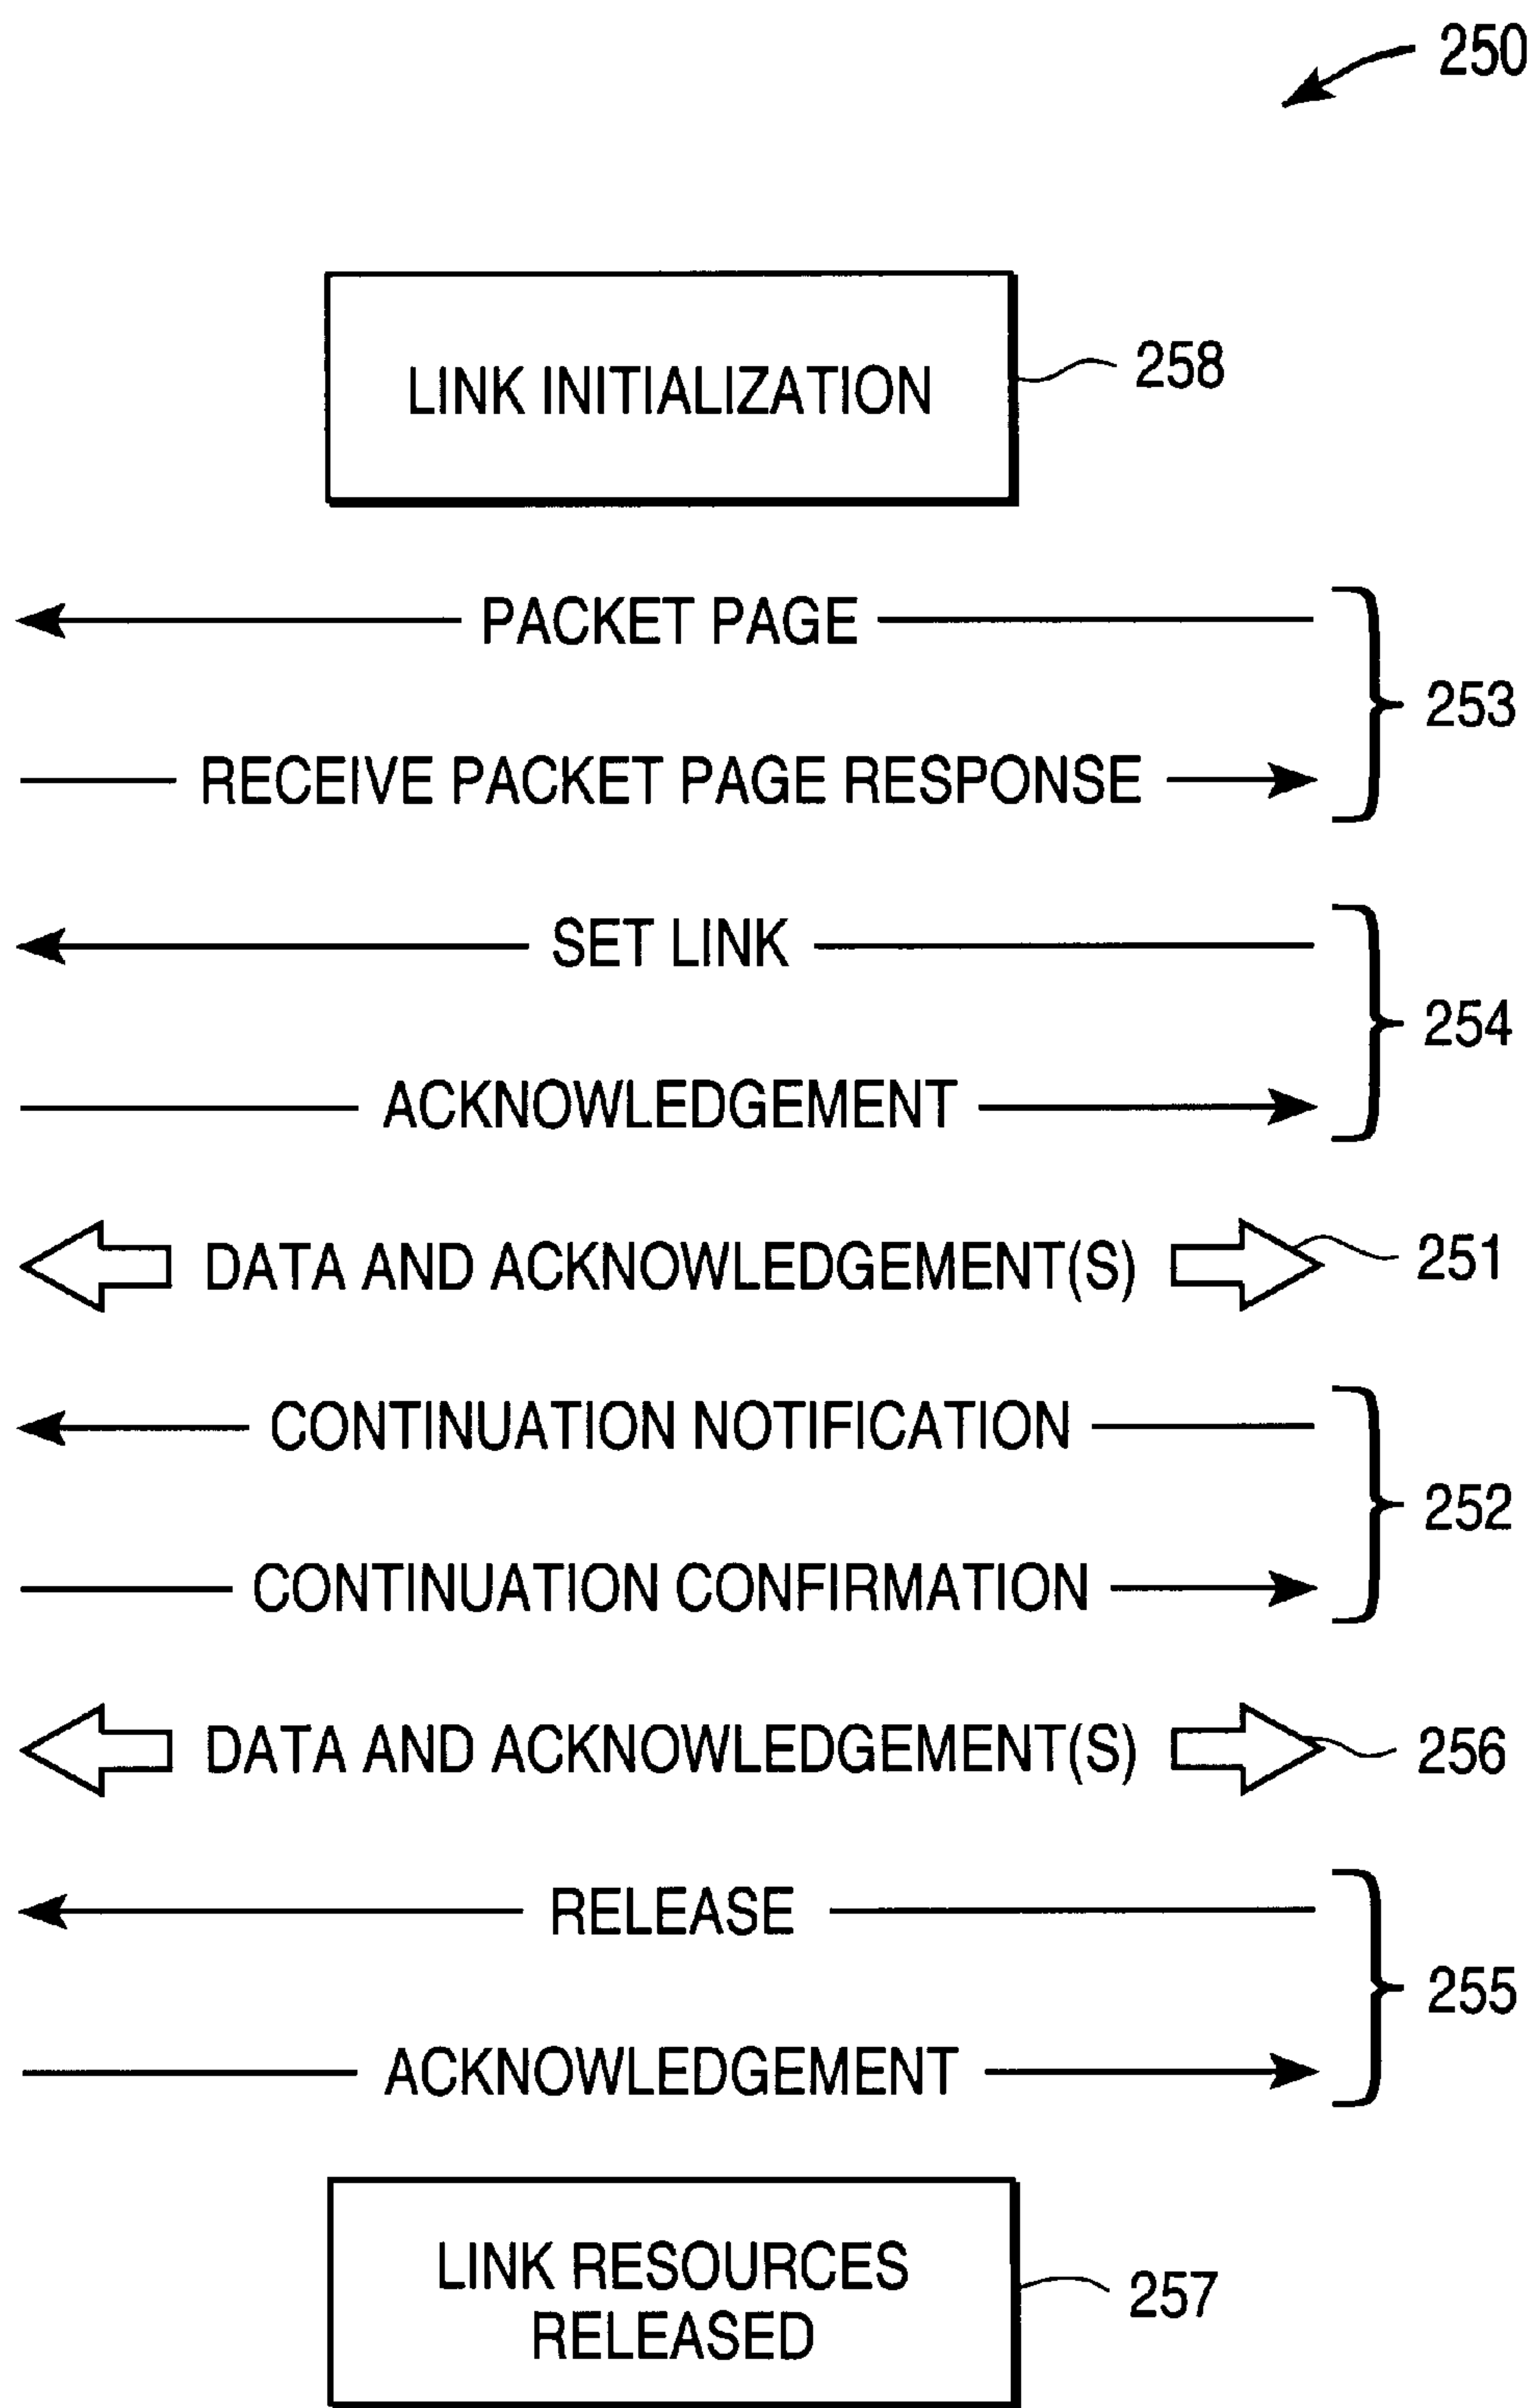 250
LINK INITIALIZATION
258
PACKET PAGE
253
RECEIVE PACKET PAGE RESPONSE
SET LINK
254
ACKNOWLEDGEMENT
DATA AND ACKNOWLEDGEMENT(S)
251
CONTINUATION NOTIFICATION
252
CONTINUATION CONFIRMATION
DATA AND ACKNOWLEDGEMENT(S)
256
RELEASE
255
ACKNOWLEDGEMENT
LINK RESOURCES
RELEASED
257